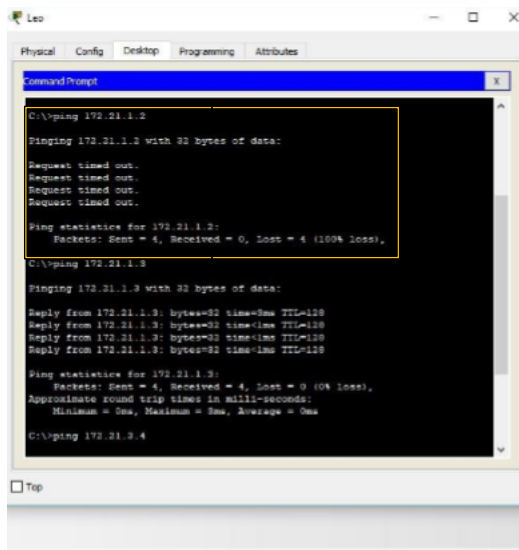 Leo
Physical Config Desktop Programming Attributes
Command Prompt X
C:\>ping 172.21.1.2
Pinging 172.21.1.2 with 32 bytes of data:
Request timed out.
Request timed out.
Request timed out.
Request timed out.
Ping statistics for 172.21.1.2:
Packets: Sent = 4, Received = 0, Lost = 4 (100% loss),
C:\>ping 172.21.1.3
Pinging 172.21.1.3 with 32 bytes of data:
Reply from 172.21.1.3: bytes=32 time=3ms TTL=128
Reply from 172.21.1.3: bytes=32 time<1ms TTL=128
Reply from 172.21.1.3: bytes=32 time<1ms TTL=128
Reply from 172.21.1.3: bytes=32 time<1ms TTL=128
Ping statistics for 172.21.1.3:
Packets: Sent = 4, Received = 4, Lost = 0 (0% loss),
Approximate round trip times in milli-seconds:
Minimum = 0ms, Maximum = 3ms, Average = 0ms
C:\>ping 172.21.3.4
Top